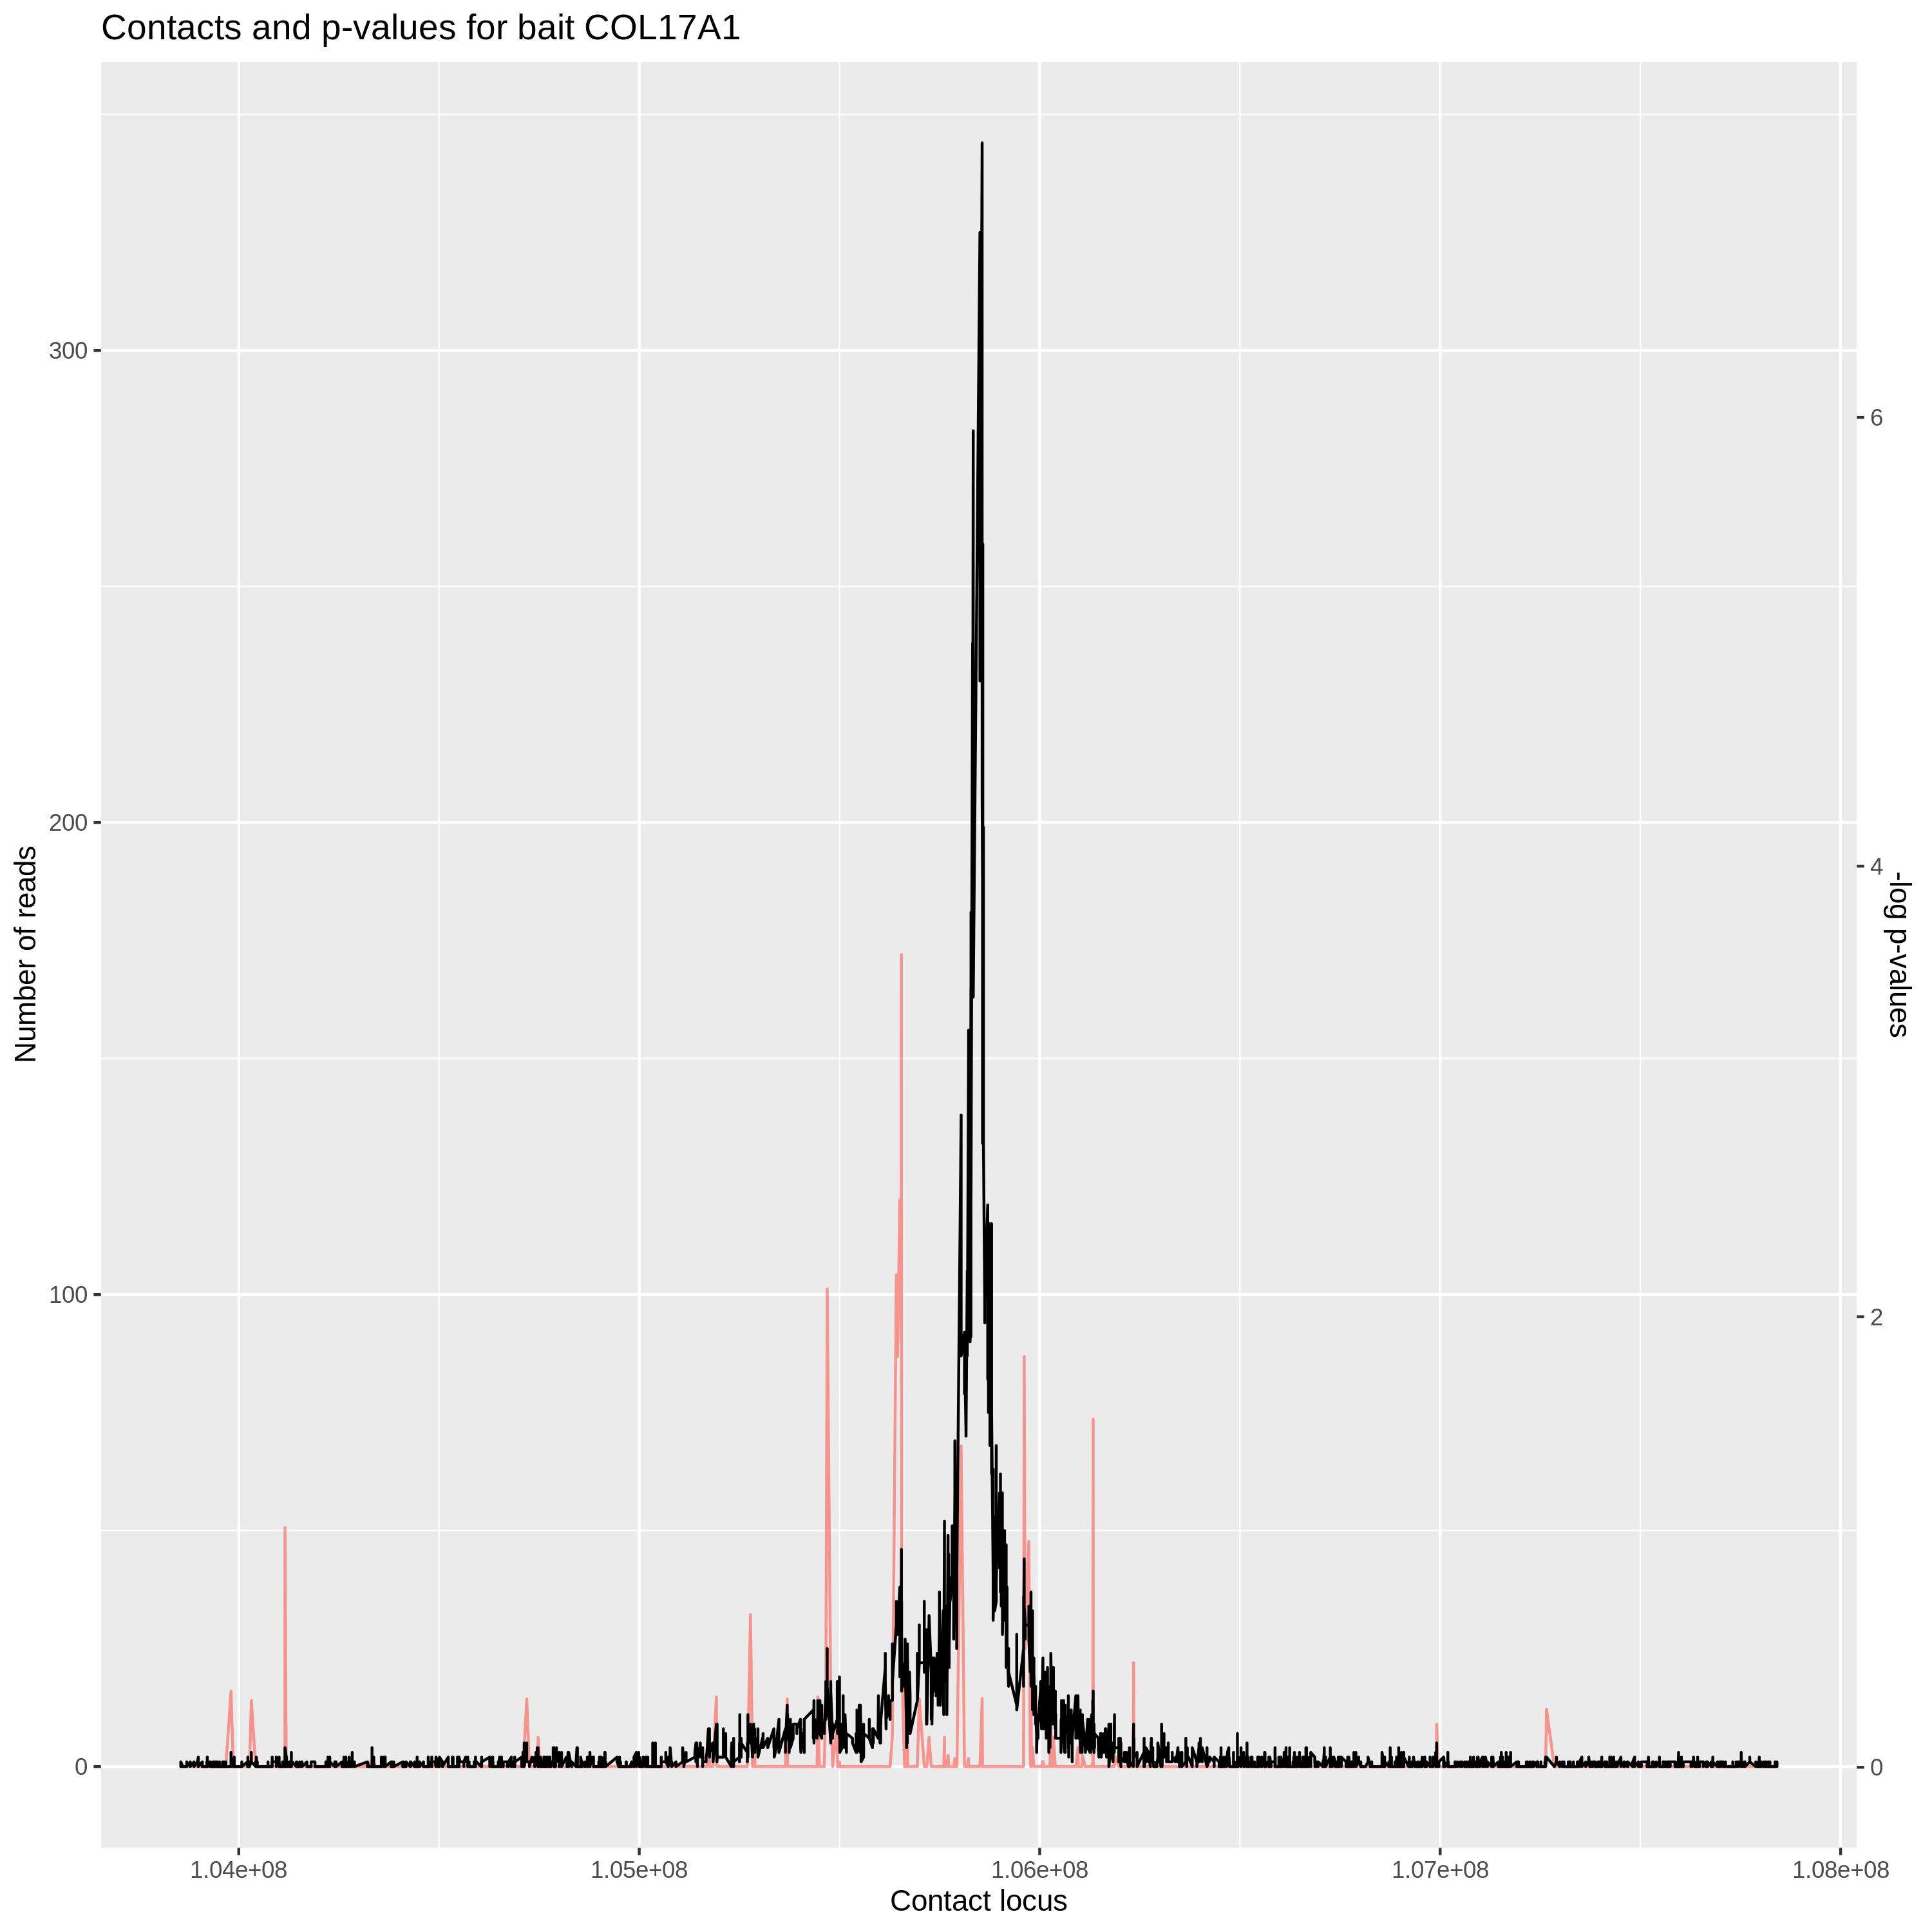 Contacts and p-values for bait COL17A1
Number of reads
300
200
100
0
6
4
2
0
-log p-values
1.04e+08 1.05e+08 1.06e+08 1.07e+08 1.08e+08
Contact locus